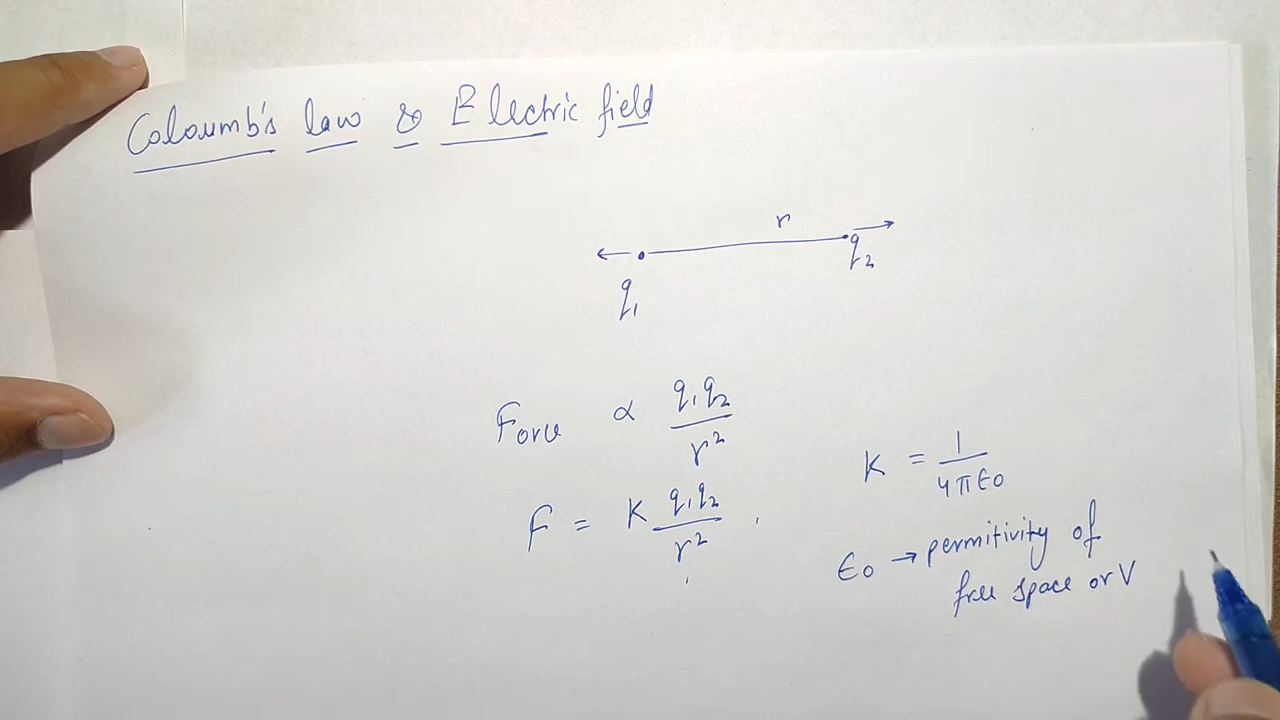 Coloumb's law & Electric field
r
q₁
q₂
Force ∝ q₁q₂/r²
F = K q₁q₂/r²
K = 1/4πϵ0
ϵ0 → permitivity of
free space or V